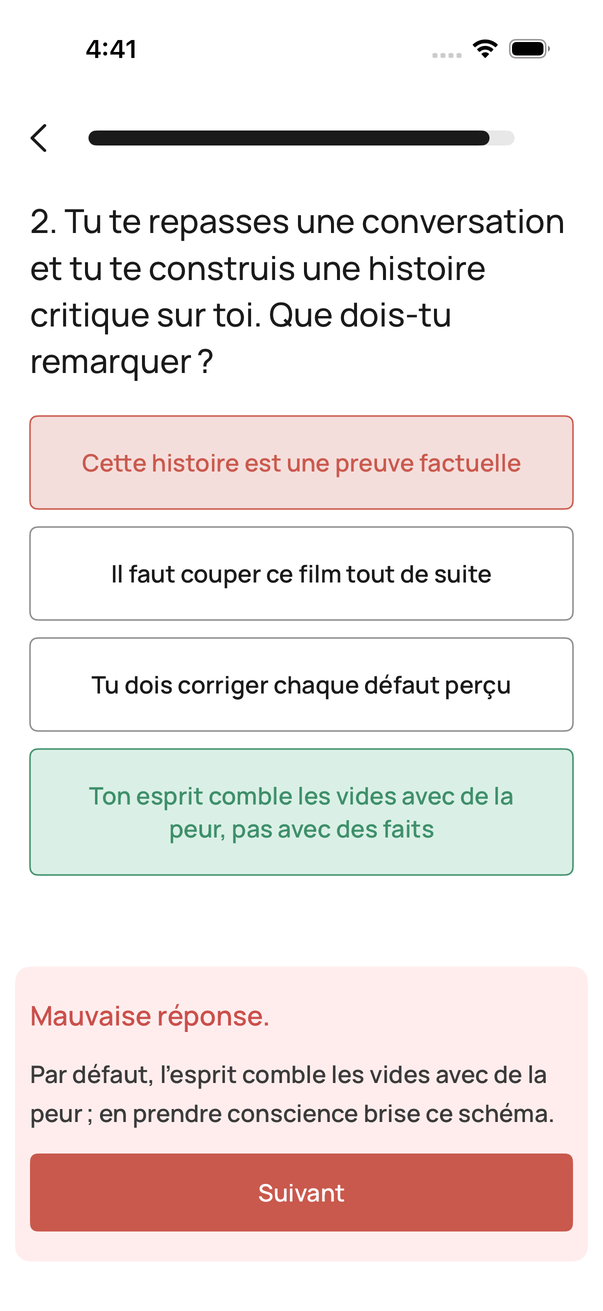 4:41
2. Tu te repasses une conversation
et tu te construis une histoire
critique sur toi. Que dois-tu
remarquer ?
Cette histoire est une preuve factuelle
Il faut couper ce film tout de suite
Tu dois corriger chaque défaut perçu
Ton esprit comble les vides avec de la
peur, pas avec des faits
Mauvaise réponse.
Par défaut, l’esprit comble les vides avec de la
peur ; en prendre conscience brise ce schéma.
Suivant